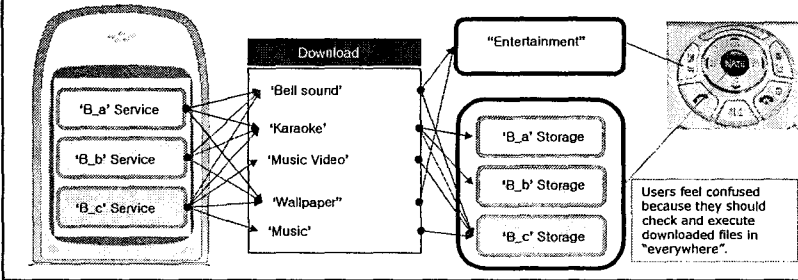 'B_a' Service
'B_b' Service
'B_c' Service
Download
'Bell sound'
'Karaoke'
'Music Video'
'Wallpaper"
'Music'
"Entertainment"
'B_a' Storage
'B_b' Storage
'B_c' Storage
NATE
Users feel confused
because they should
check and execute
downloaded files in
"everywhere".